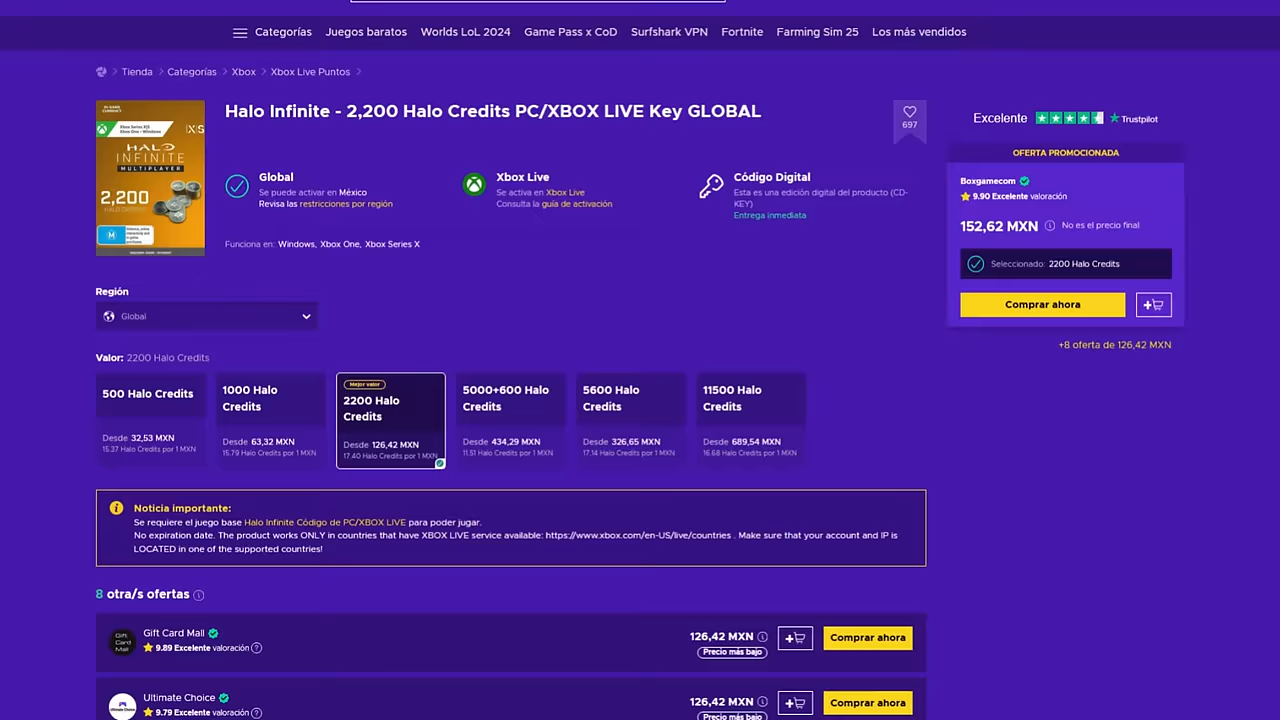 Categorías
Juegos baratos
Worlds LoL 2024
Game Pass x CoD
Surfshark VPN
Fortnite
Farming Sim 25
Los más vendidos
Tienda
Categorías
Xbox
Xbox Live Puntos
Xbox Series X|S
Xbox One • Windows
X|S
HALO
INFINITE
MULTIPLAYER
2,200
HALO CREDITS
M
Halo Infinite - 2,200 Halo Credits PC/XBOX LIVE Key GLOBAL
697
Global
Se puede activar en México
Revisa las restricciones por región
Xbox Live
Se activa en Xbox Live
Consulta la guía de activación
Código Digital
Esta es una edición digital del producto (CD-
KEY)
Entrega inmediata
Funciona en: Windows, Xbox One, Xbox Series X
Excelente
Trustpilot
OFERTA PROMOCIONADA
Boxgamecom
9.90 Excelente valoración
152,62 MXN
No es el precio final
Seleccionado: 2200 Halo Credits
Comprar ahora
+8 oferta de 126,42 MXN
Región
Global
Valor: 2200 Halo Credits
500 Halo Credits
Desde 32,53 MXN
15.37 Halo Credits por 1 MXN
1000 Halo
Credits
Desde 63,32 MXN
15.79 Halo Credits por 1 MXN
Mejor valor
2200 Halo
Credits
Desde 126,42 MXN
17.40 Halo Credits por 1 MXN
5000+600 Halo
Credits
Desde 434,29 MXN
11.51 Halo Credits por 1 MXN
5600 Halo
Credits
Desde 326,65 MXN
17.14 Halo Credits por 1 MXN
11500 Halo
Credits
Desde 689,54 MXN
16.68 Halo Credits por 1 MXN
Noticia importante:
Se requiere el juego base Halo Infinite Código de PC/XBOX LIVE para poder jugar.
No expiration date. The product works ONLY in countries that have XBOX LIVE service available: https://www.xbox.com/en-US/live/countries . Make sure that your account and IP is
LOCATED in one of the supported countries!
8 otra/s ofertas
Gift
Card
Mall
Gift Card Mall
9.89 Excelente valoración
126,42 MXN
Precio más bajo
Comprar ahora
Ultimate Choice
Ultimate Choice
9.79 Excelente valoración
126,42 MXN
Precio más bajo
Comprar ahora